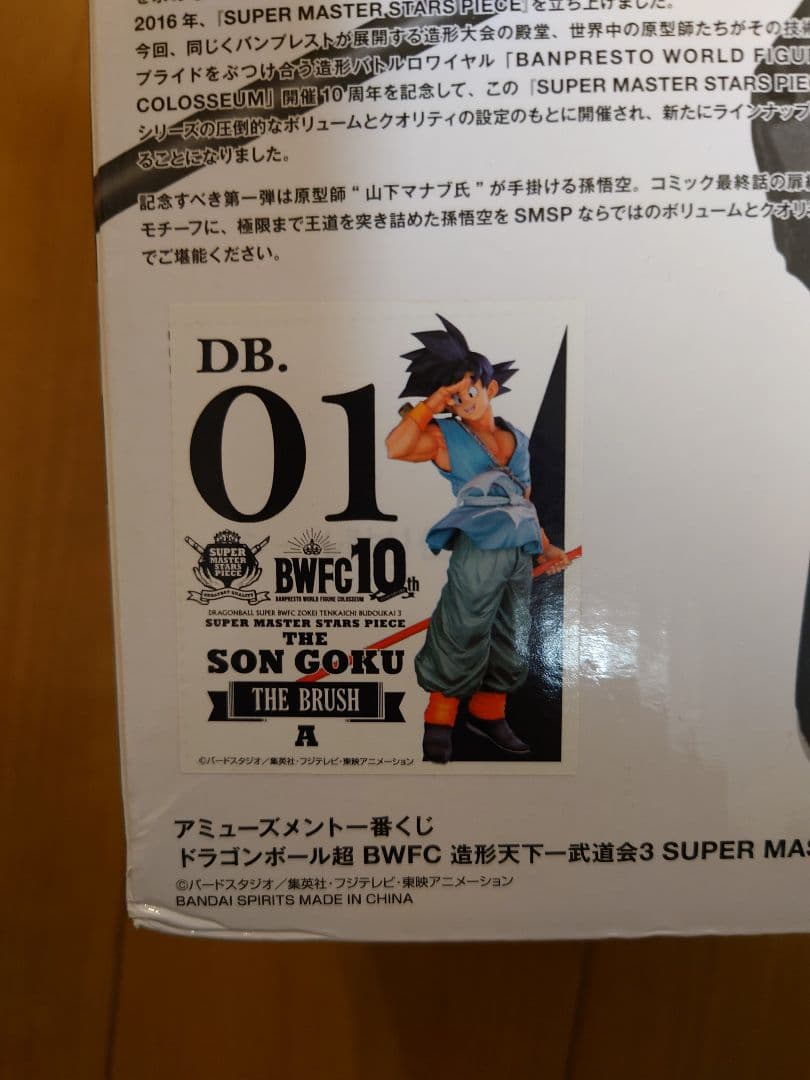 2016年、『SUPER MASTER STARS PIECE』を立ち上げました。
今回、同じくバンプレストが展開する造形大会の殿堂、世界中の原型師たちがその技術
プライドをぶつけ合う造形バトルロワイヤル「BANPRESTO WORLD FIGU
COLOSSEUM」開催10周年を記念して、この『SUPER MASTER STARS PIE
シリーズの圧倒的なボリュームとクオリティの設定のもとに開催され、新たにラインナップ
ることになりました。
記念すべき第一弾は原型師“山下マナブ氏”が手掛ける孫悟空。コミック最終話の扉絵
モチーフに、極限まで王道を突き詰めた孫悟空をSMSPならではのボリュームとクオリ
でご堪能ください。
DB.
01
SUPER
MASTER
STARS
PIECE
GREATEST QUALITY
BWFC 10th
BANPRESTO WORLD FIGURE COLOSSEUM
DRAGONBALL SUPER BWFC ZOKEI TENKAICHI BUDOUKAI 3
SUPER MASTER STARS PIECE
THE
SON GOKU
THE BRUSH
A
©バードスタジオ／集英社・フジテレビ・東映アニメーション
アミューズメント一番くじ
ドラゴンボール超 BWFC 造形天下一武道会3 SUPER MAS
©バードスタジオ／集英社・フジテレビ・東映アニメーション
BANDAI SPIRITS MADE IN CHINA